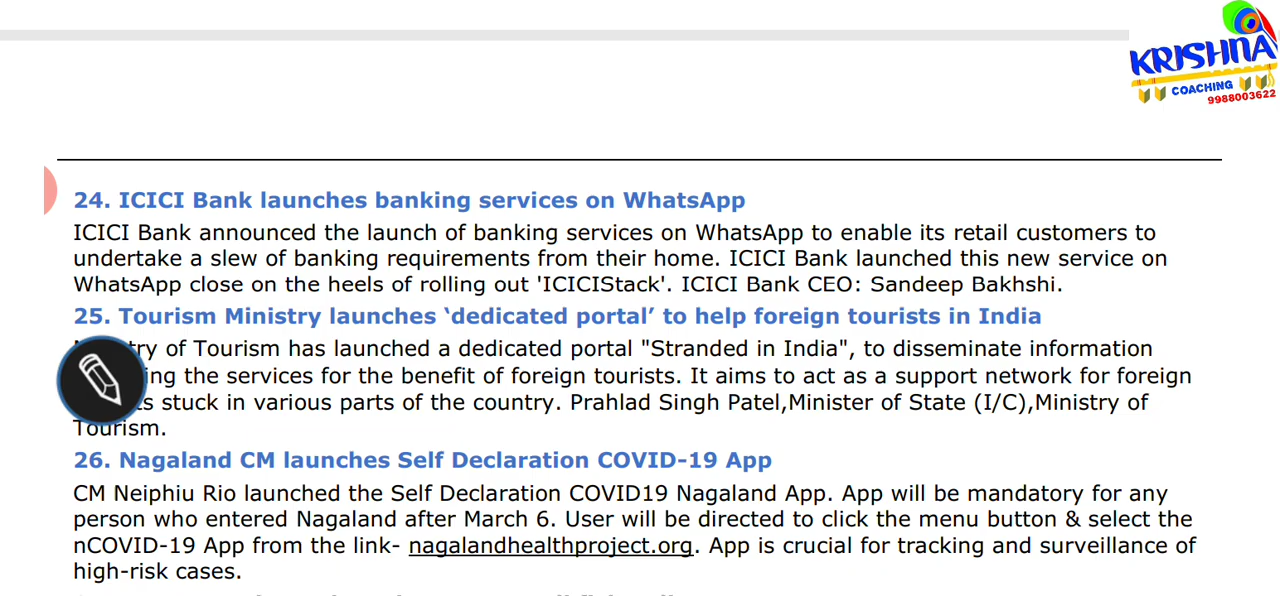 KRISHNA
COACHING
9988003622
24. ICICI Bank launches banking services on WhatsApp
ICICI Bank announced the launch of banking services on WhatsApp to enable its retail customers to
undertake a slew of banking requirements from their home. ICICI Bank launched this new service on
WhatsApp close on the heels of rolling out 'ICICIStack'. ICICI Bank CEO: Sandeep Bakhshi.
25. Tourism Ministry launches ‘dedicated portal’ to help foreign tourists in India
of Tourism has launched a dedicated portal "Stranded in India", to disseminate information
the services for the benefit of foreign tourists. It aims to act as a support network for foreign
stuck in various parts of the country. Prahlad Singh Patel,Minister of State (I/C),Ministry of
Tourism.
26. Nagaland CM launches Self Declaration COVID-19 App
CM Neiphiu Rio launched the Self Declaration COVID19 Nagaland App. App will be mandatory for any
person who entered Nagaland after March 6. User will be directed to click the menu button & select the
nCOVID-19 App from the link- nagalandhealthproject.org. App is crucial for tracking and surveillance of
high-risk cases.